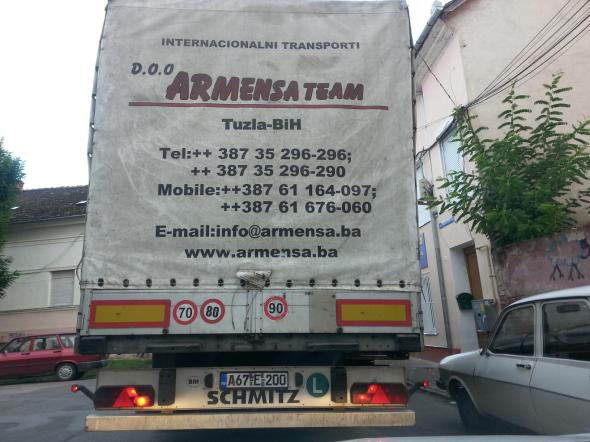 INTERNACIONALNI TRANSPORTI
D.O.O ARMENSA TEAM
Tuzla-BiH
Tel:++ 387 35 296-296;
++ 387 35 296-290
Mobile:++387 61 164-097;
++387 61 676-060
E-mail:info@armensa.ba
www.armensa.ba
70 80 90
BIH A67-E-200 L
SCHMITZ